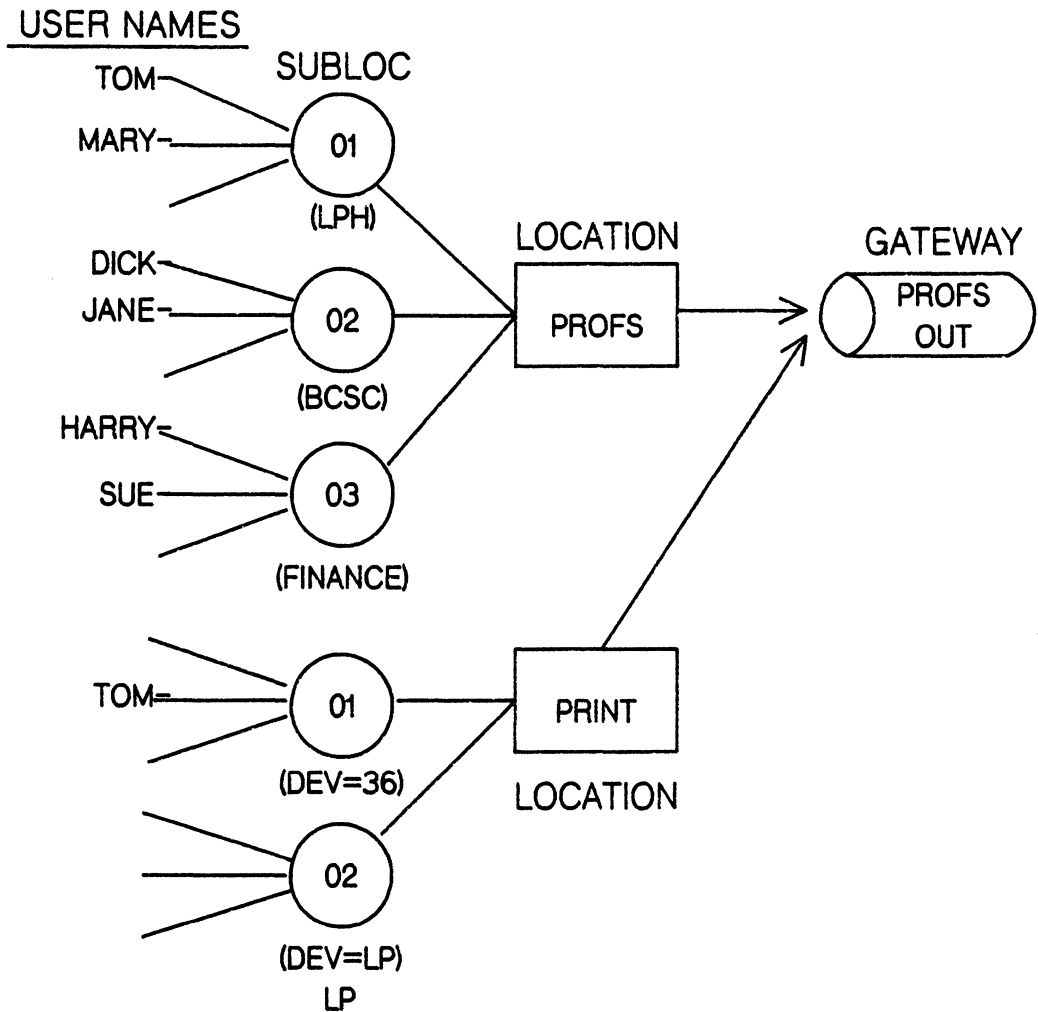 USER NAMES
TOM
SUBLOC
MARY
01
(LPH)
DICK
JANE
02
(BCSC)
HARRY
SUE
03
(FINANCE)
LOCATION
PROFS
GATEWAY
PROFS
OUT
TOM
01
(DEV=36)
PRINT
LOCATION
02
(DEV=LP)
LP